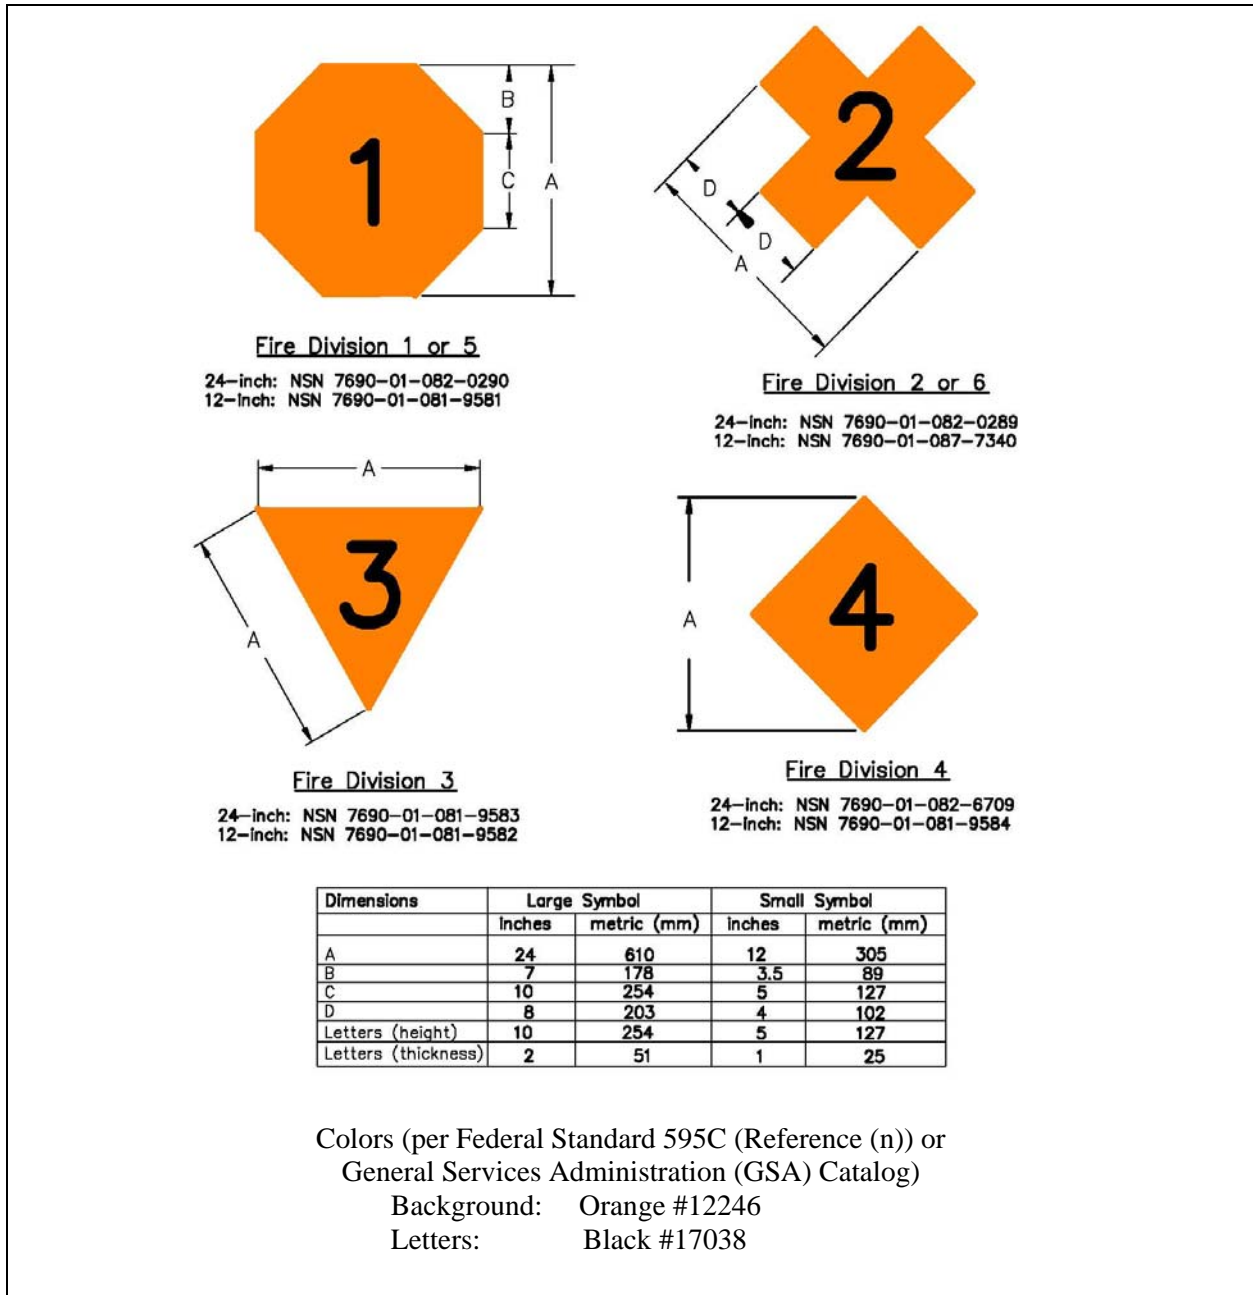 1
B
C
A
Fire Division 1 or 5
24-inch: NSN 7690-01-082-0290
12-inch: NSN 7690-01-081-9581
2
D
D
A
Fire Division 2 or 6
24-inch: NSN 7690-01-082-0289
12-inch: NSN 7690-01-087-7340
A
3
A
Fire Division 3
24-inch: NSN 7690-01-081-9583
12-inch: NSN 7690-01-081-9582
A
4
Fire Division 4
24-inch: NSN 7690-01-082-6709
12-inch: NSN 7690-01-081-9584
Dimensions Large Symbol Small Symbol
inches metric (mm) inches metric (mm)
A 24 610 12 305
B 7 178 3.5 89
C 10 254 5 127
D 8 203 4 102
Letters (height) 10 254 5 127
Letters (thickness) 2 51 1 25
Colors (per Federal Standard 595C (Reference (n)) or
General Services Administration (GSA) Catalog)
Background: Orange #12246
Letters: Black #17038